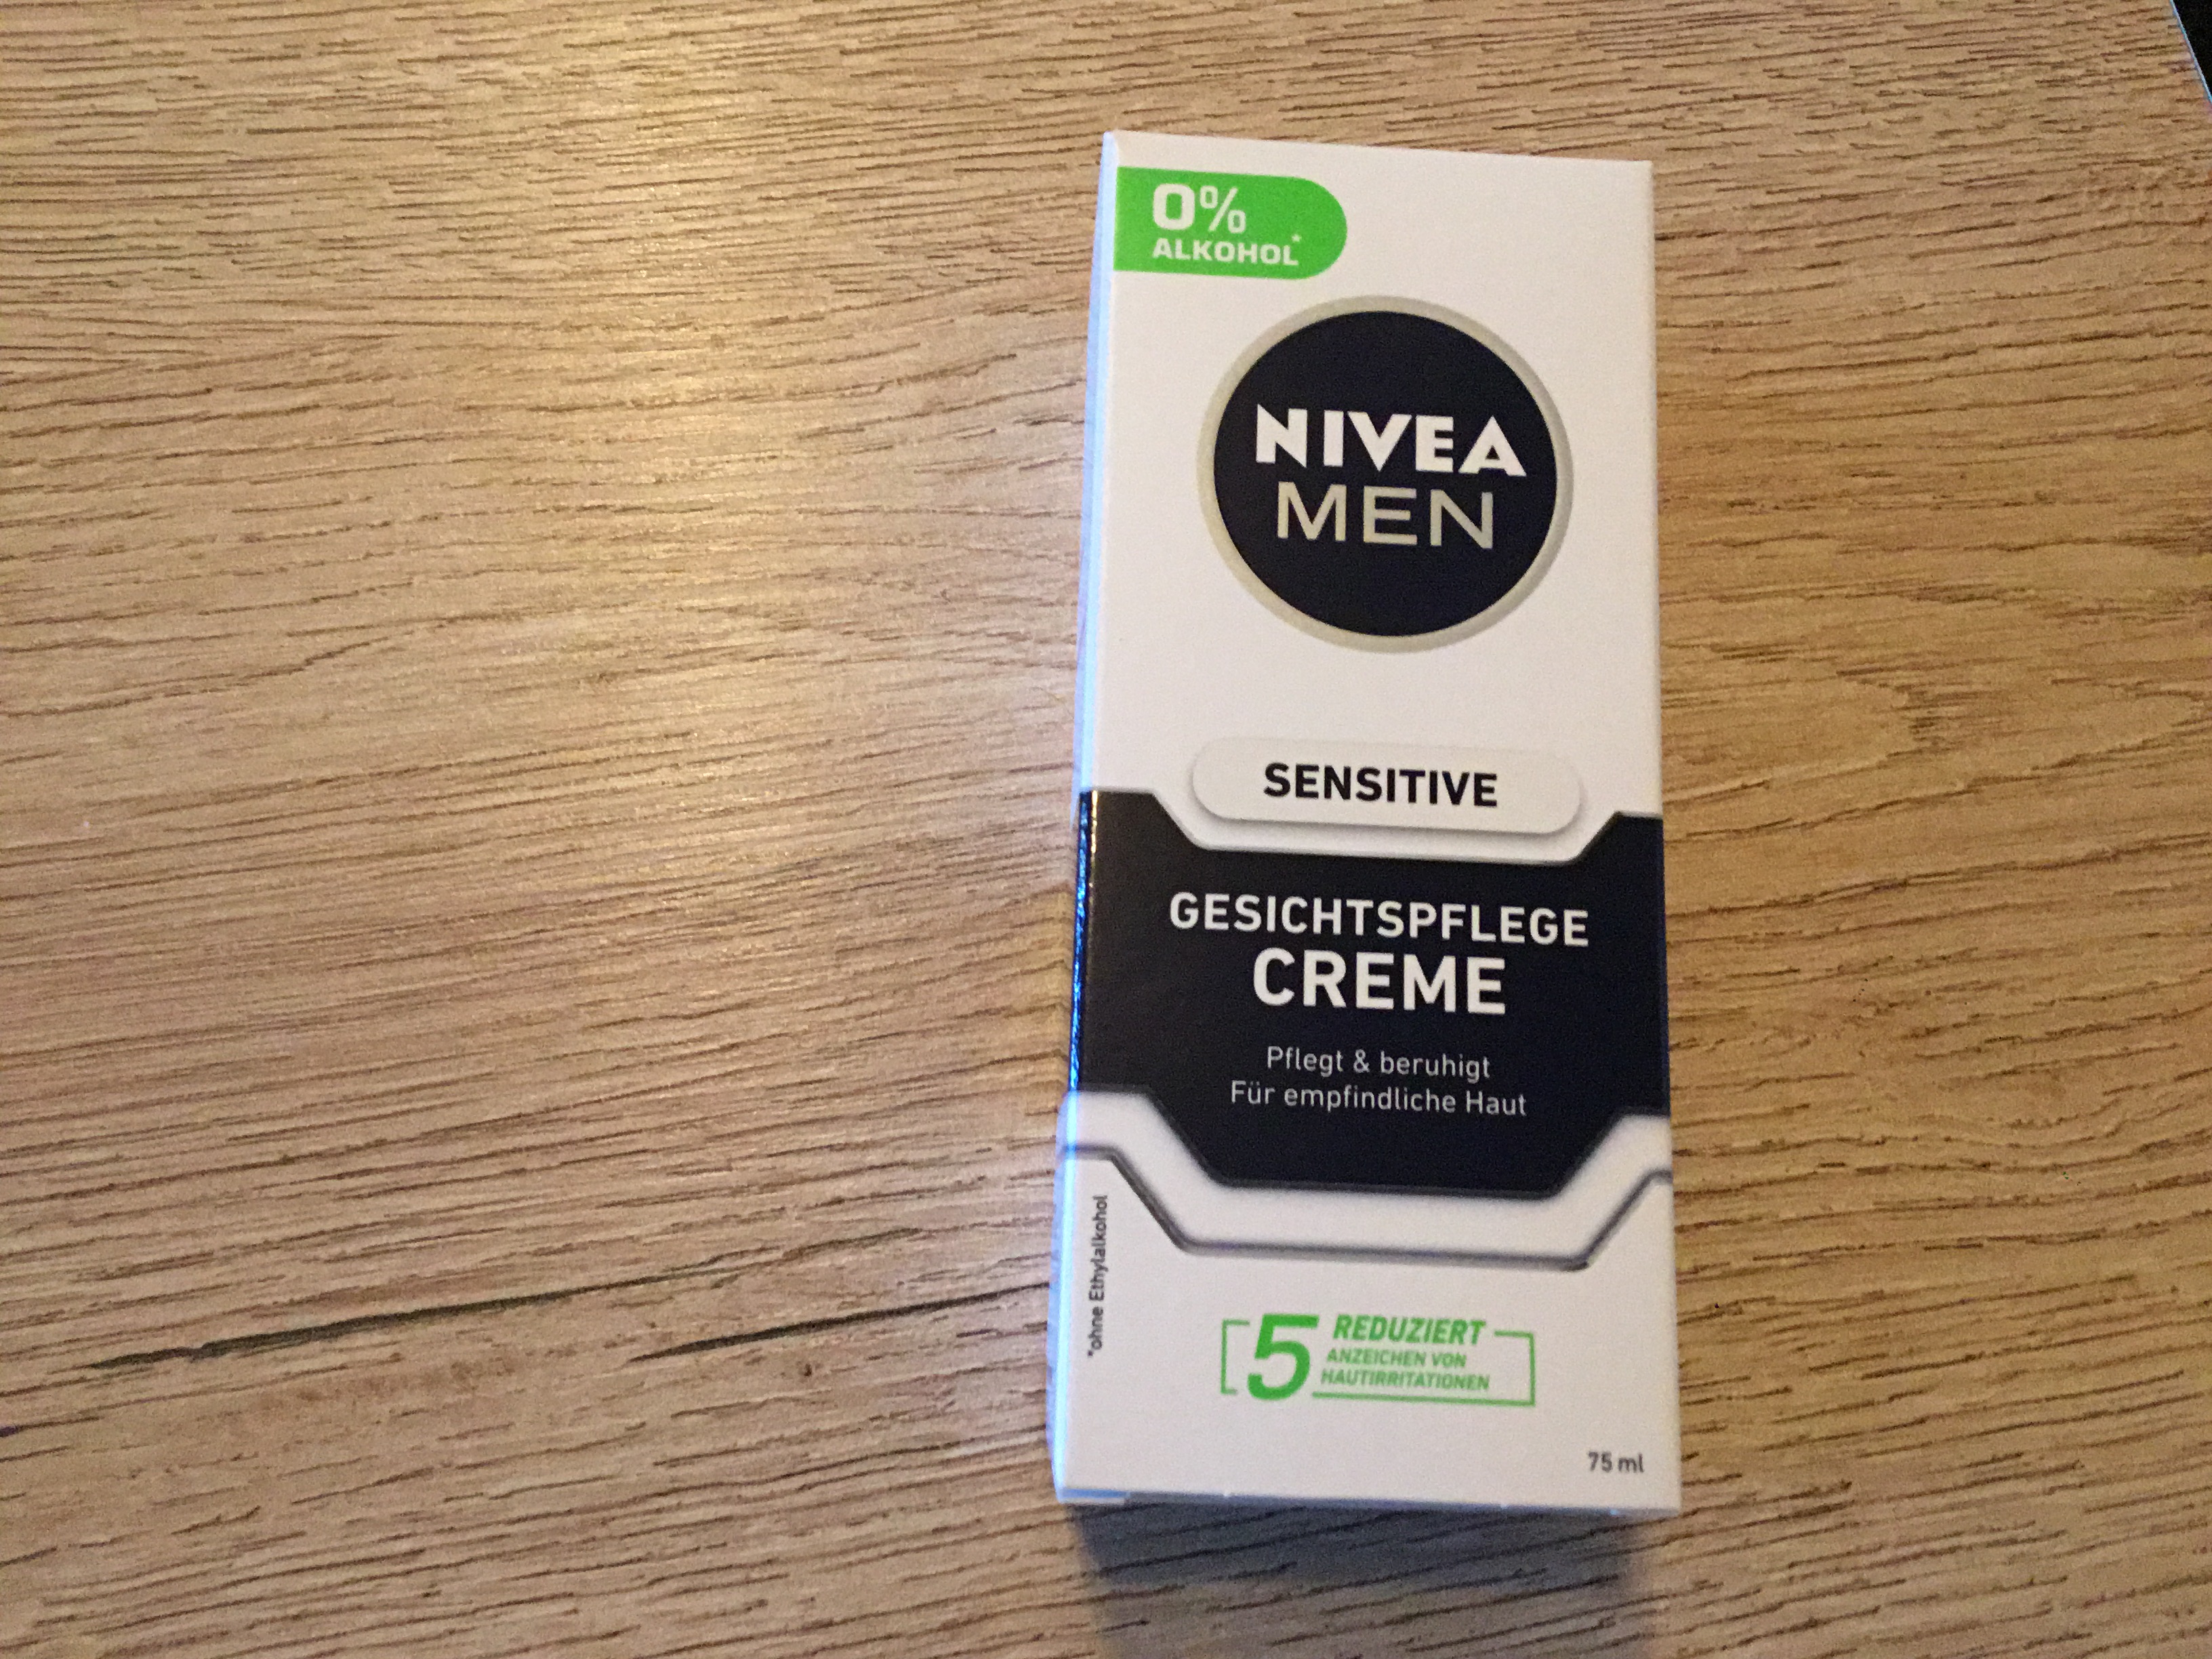 0%
ALKOHOL*
NIVEA
MEN
SENSITIVE
GESICHTSPFLEGE
CREME
Pflegt & beruhigt
Für empfindliche Haut
*ohne Ethylalkohol
5 REDUZIERT
ANZEICHEN VON
HAUTIRRITATIONEN
75 ml